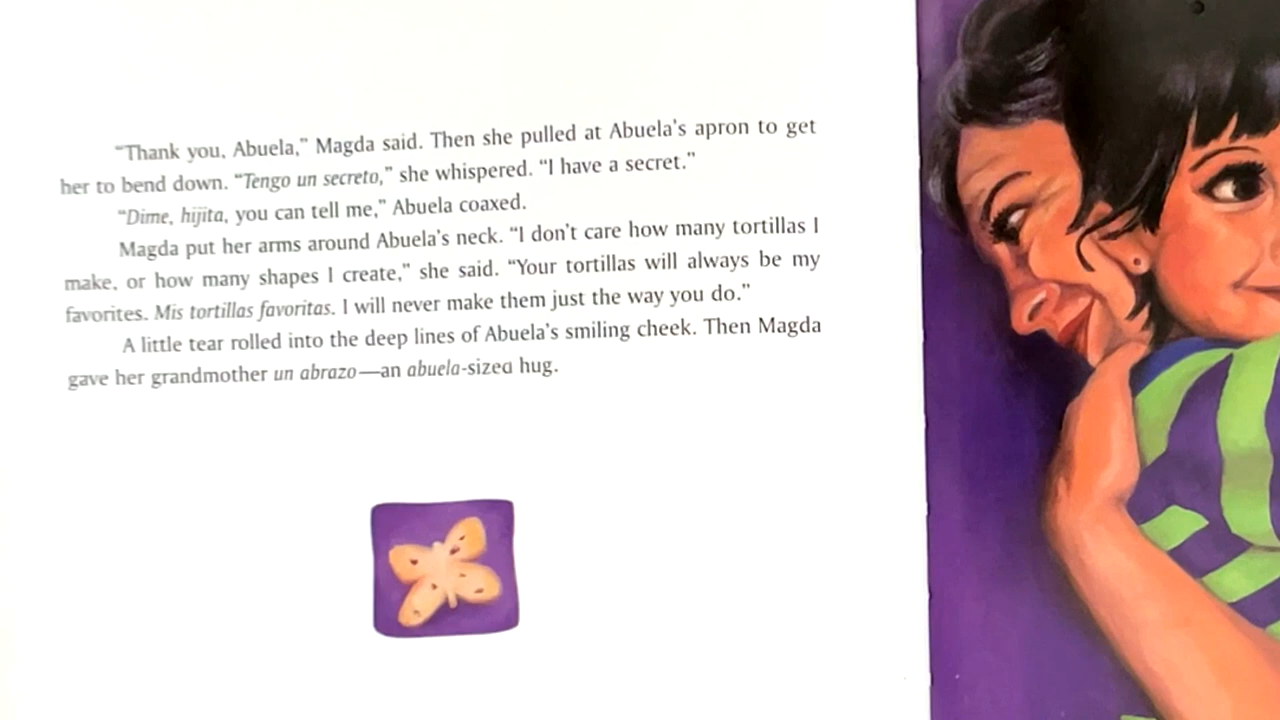 “Thank you, Abuela,” Magda said. Then she pulled at Abuela’s apron to get
her to bend down. “Tengo un secreto,” she whispered. “I have a secret.”
“Dime, hijita, you can tell me,” Abuela coaxed.
Magda put her arms around Abuela’s neck. “I don’t care how many tortillas I
make, or how many shapes I create,” she said. “Your tortillas will always be my
favorites. Mis tortillas favoritas. I will never make them just the way you do.”
A little tear rolled into the deep lines of Abuela’s smiling cheek. Then Magda
gave her grandmother un abrazo—an abuela-sized hug.